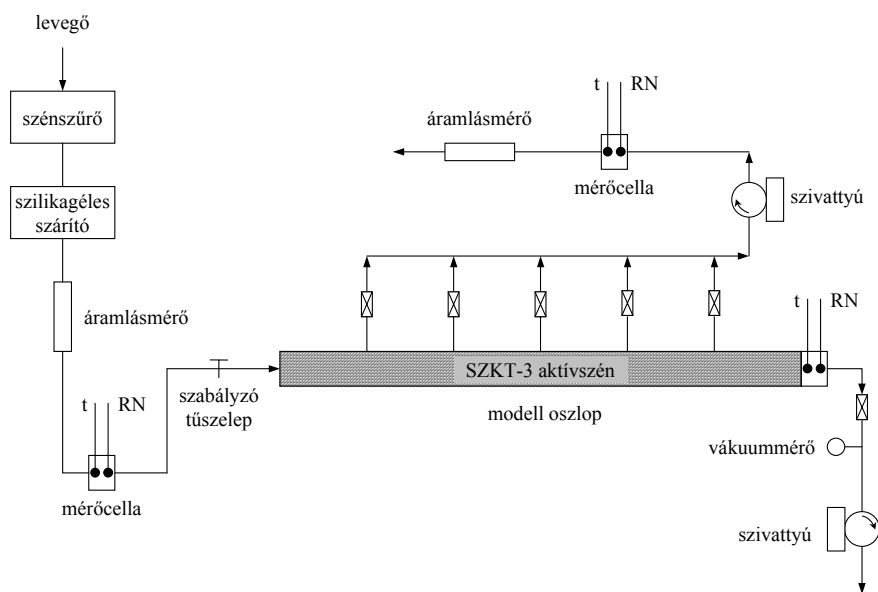 levegő
szénszűrő
szilikagéles
szárító
áramlásmérő
t RN
mérőcella
szabályzó
tűszelep
SZKT-3 aktívszén
modell oszlop
áramlásmérő
t RN
mérőcella
szivattyú
t RN
vákuummérő
szivattyú